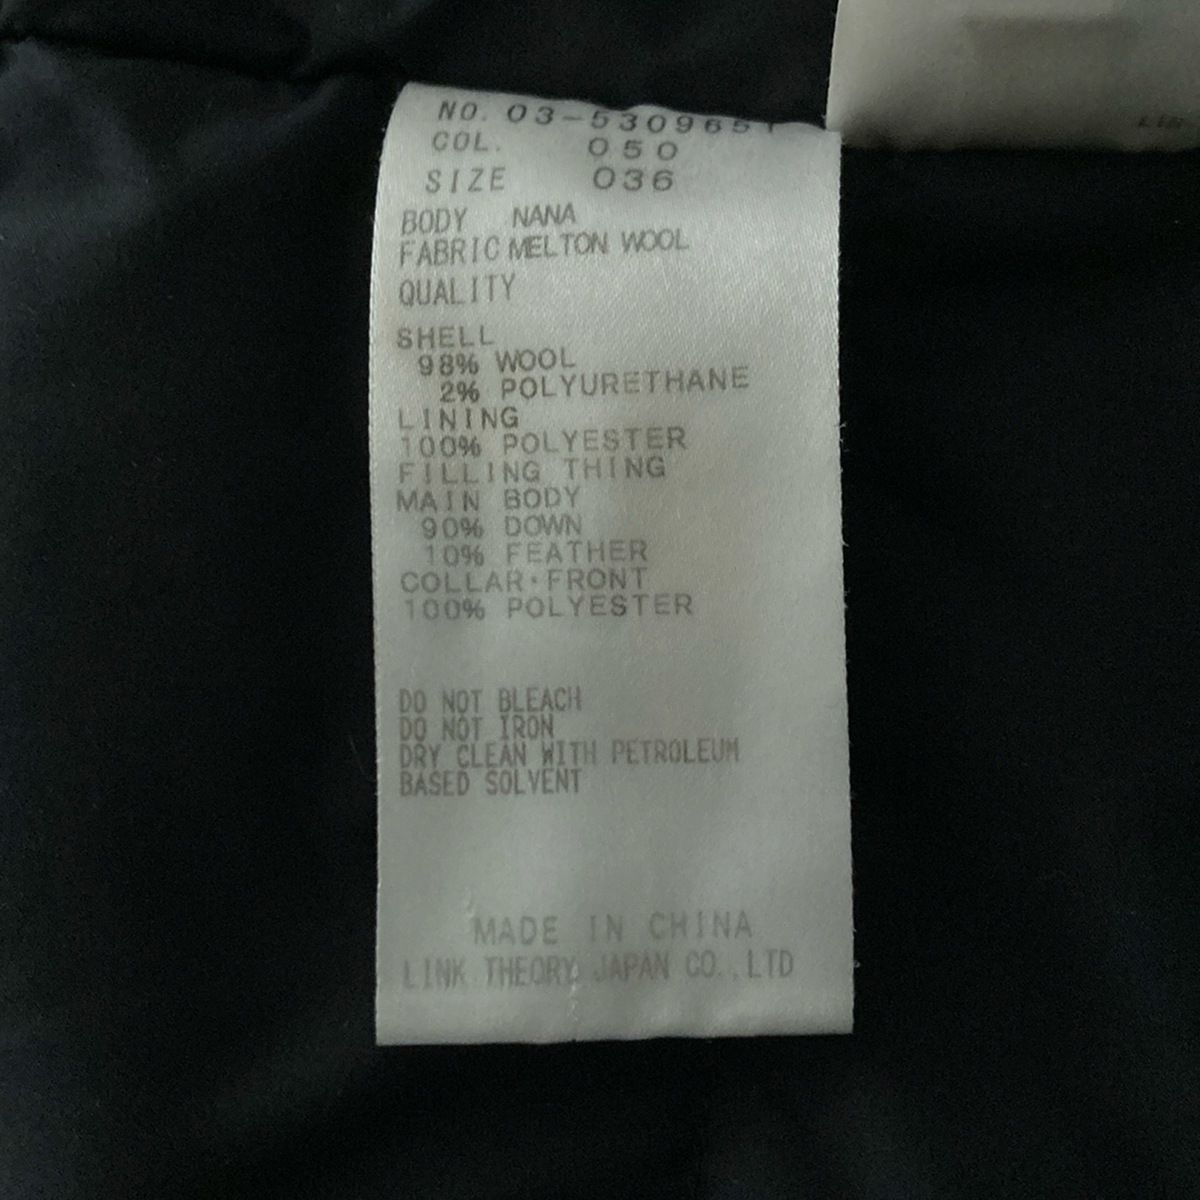 NO. 03-5309651
COL. 050
SIZE 036
BODY NANA
FABRIC MELTON WOOL
QUALITY
SHELL
98% WOOL
2% POLYURETHANE
LINING
100% POLYESTER
FILLING THING
MAIN BODY
90% DOWN
10% FEATHER
COLLAR·FRONT
100% POLYESTER
DO NOT BLEACH
DO NOT IRON
DRY CLEAN WITH PETROLEUM
BASED SOLVENT
MADE IN CHINA
LINK THEORY JAPAN CO.,LTD